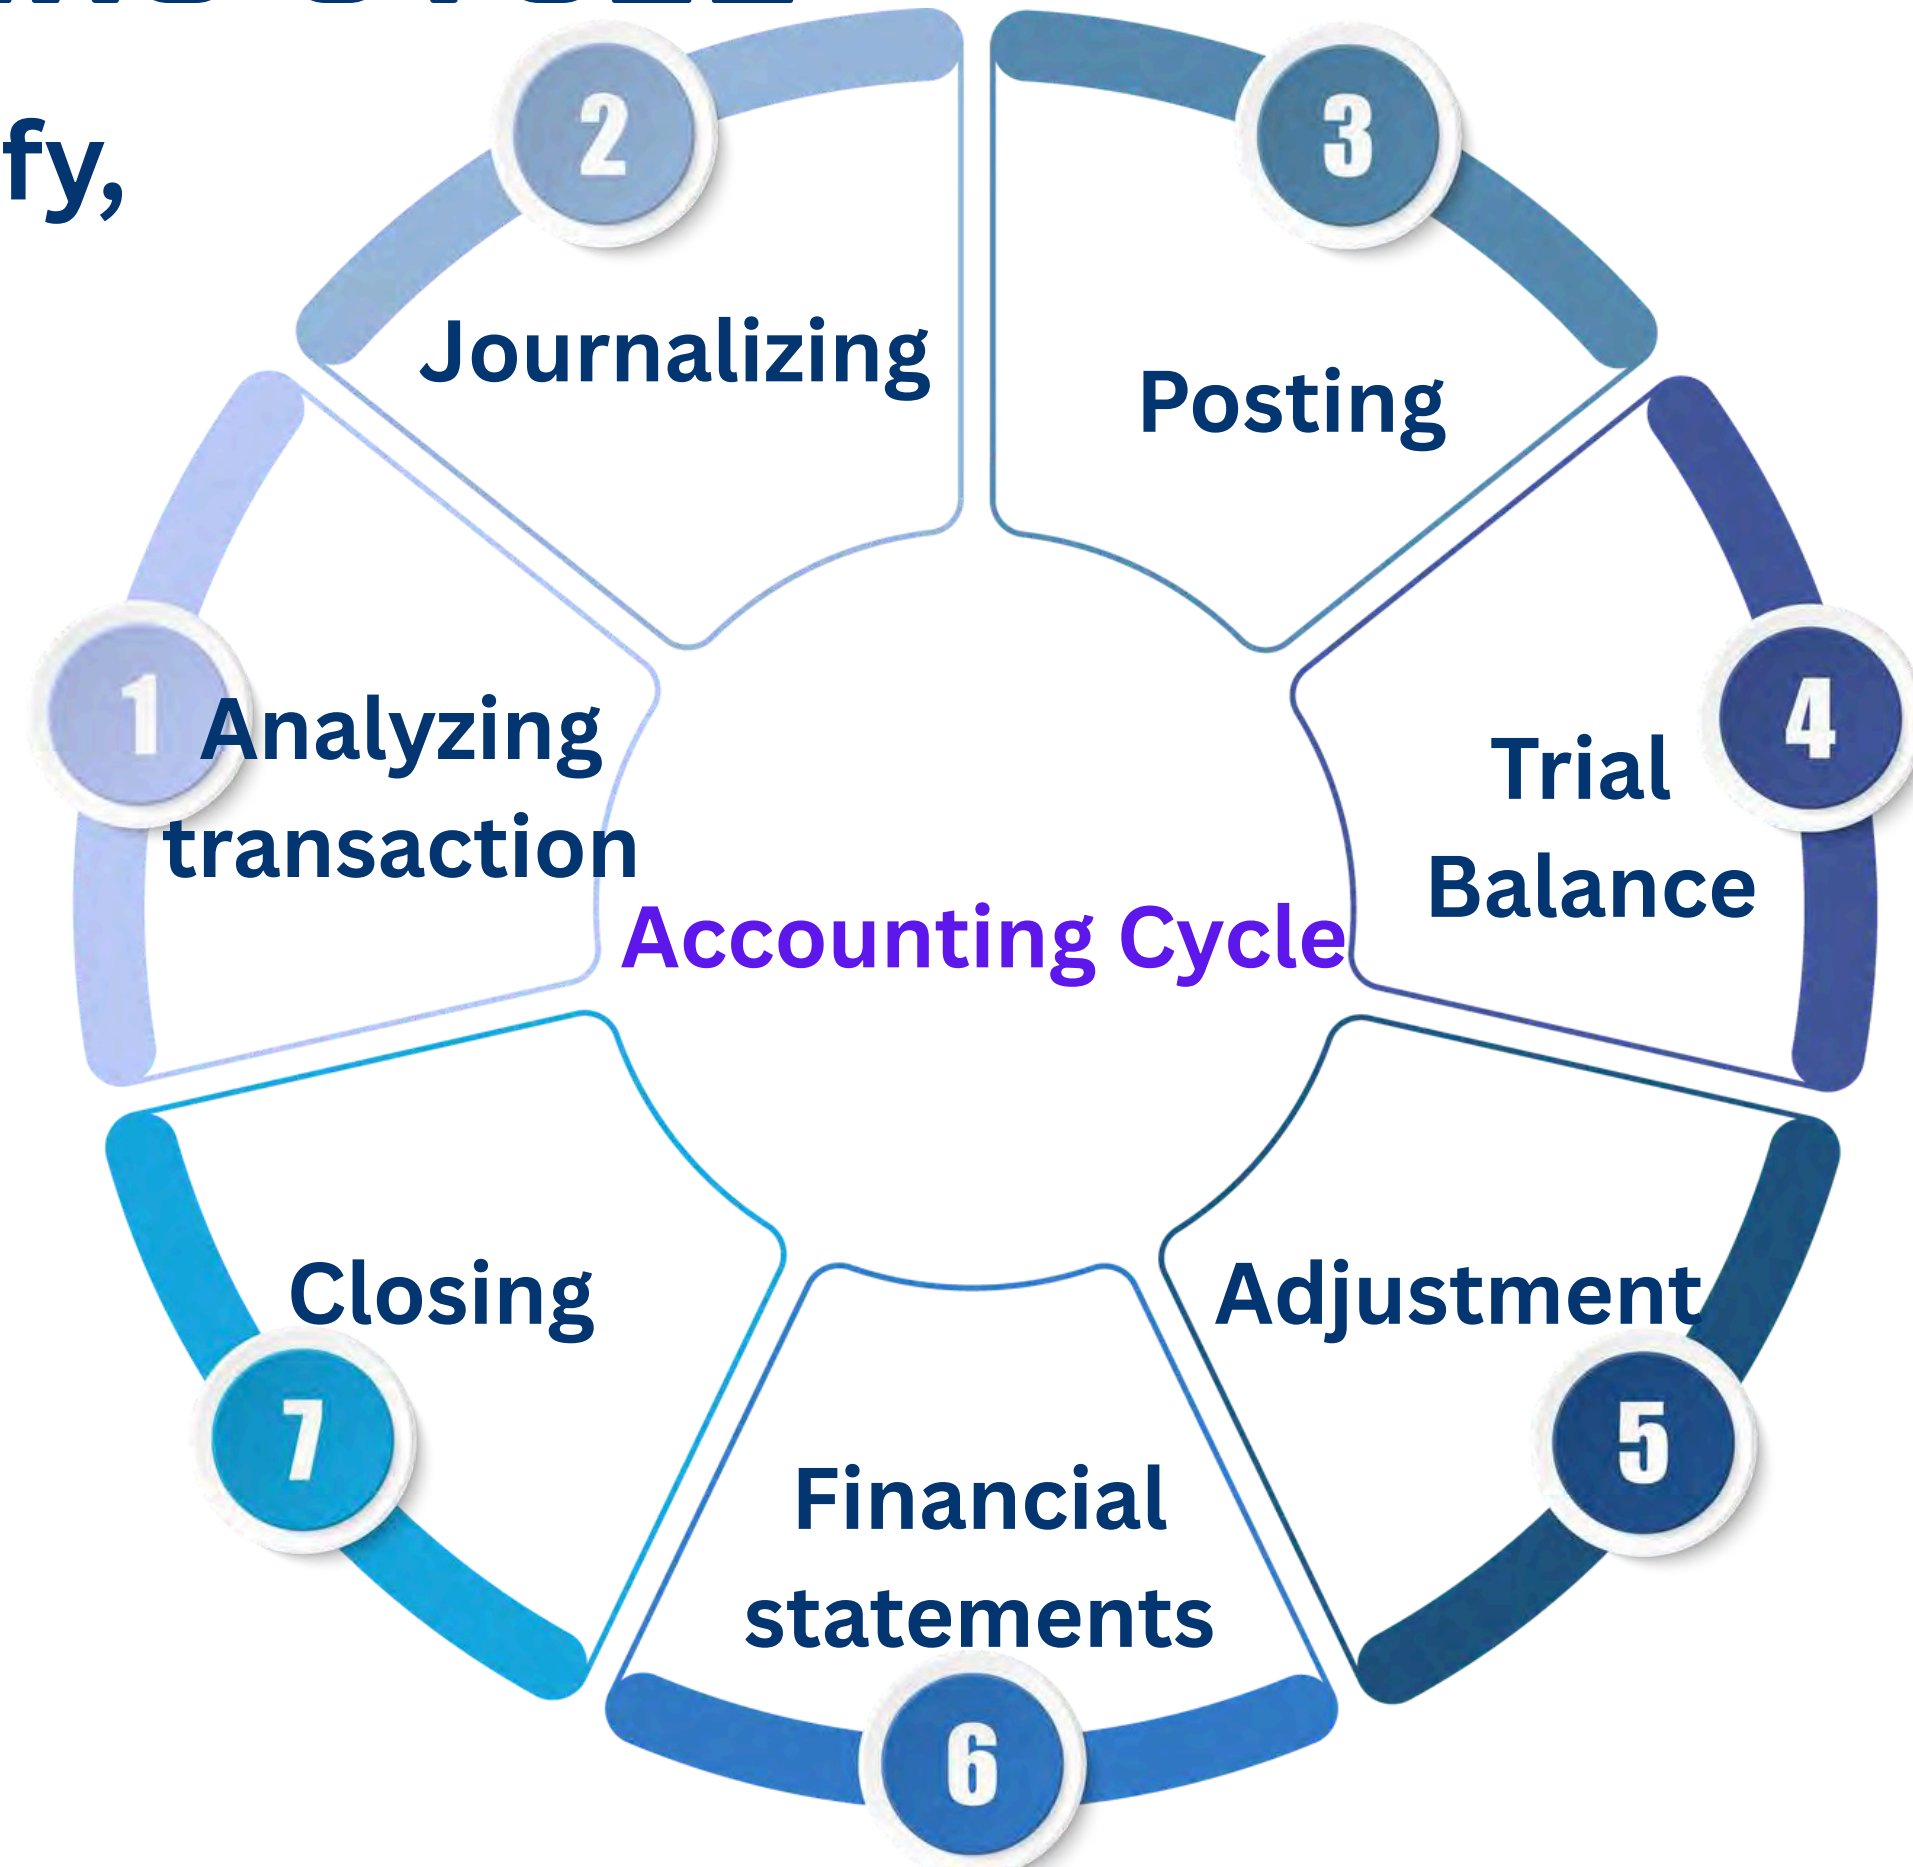 fy,
2
Journalizing
3
Posting
1
Analyzing
transaction
4
Trial
Balance
Accounting Cycle
Closing
7
Adjustment
5
Financial
statements
6